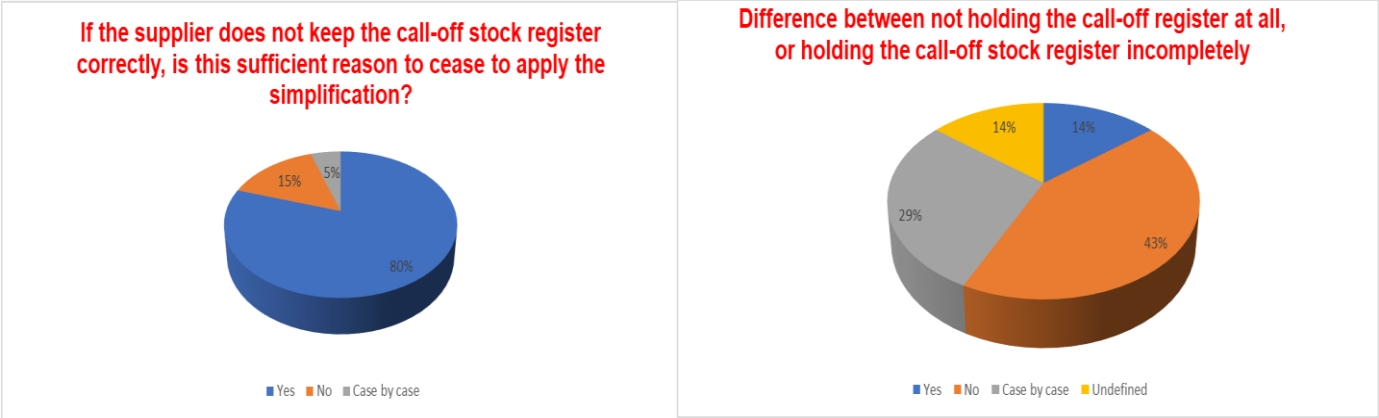 If the supplier does not keep the call-off stock register
correctly, is this sufficient reason to cease to apply the
simplification?
5%
15%
80%
Yes No Case by case
Difference between not holding the call-off register at all,
or holding the call-off stock register incompletely
14% 14%
29%
43%
Yes No Case by case Undefined